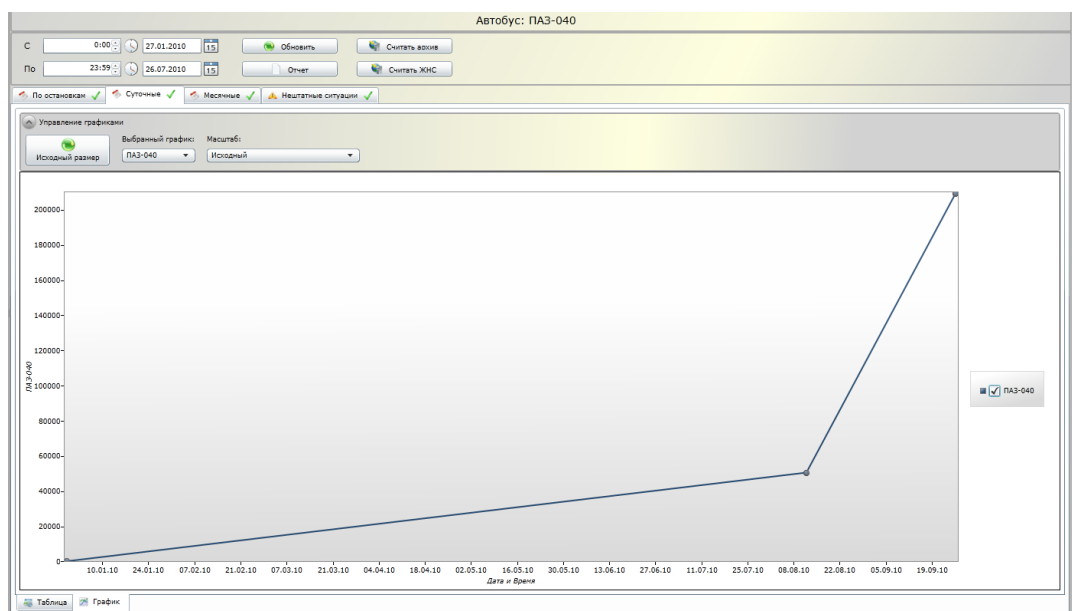 Автобус: ПАЗ-040
С 0:00 27.01.2010 15 Обновить Считать архив
По 23:59 26.07.2010 15 Отчет Считать ЖНС
По остановкам Суточные Месячные Нештатные ситуации
Управление графиками
Исходный размер
Выбранный график: Масштаб:
ПАЗ-040 Исходный
200000
180000
160000
140000
120000
100000
80000
60000
40000
20000
0
ПАЗ-040
ПАЗ-040
10.01.10 24.01.10 07.02.10 21.02.10 07.03.10 21.03.10 04.04.10 18.04.10 02.05.10 16.05.10 30.05.10 13.06.10 27.06.10 11.07.10 25.07.10 08.08.10 22.08.10 05.09.10 19.09.10
Дата и Время
Таблица График